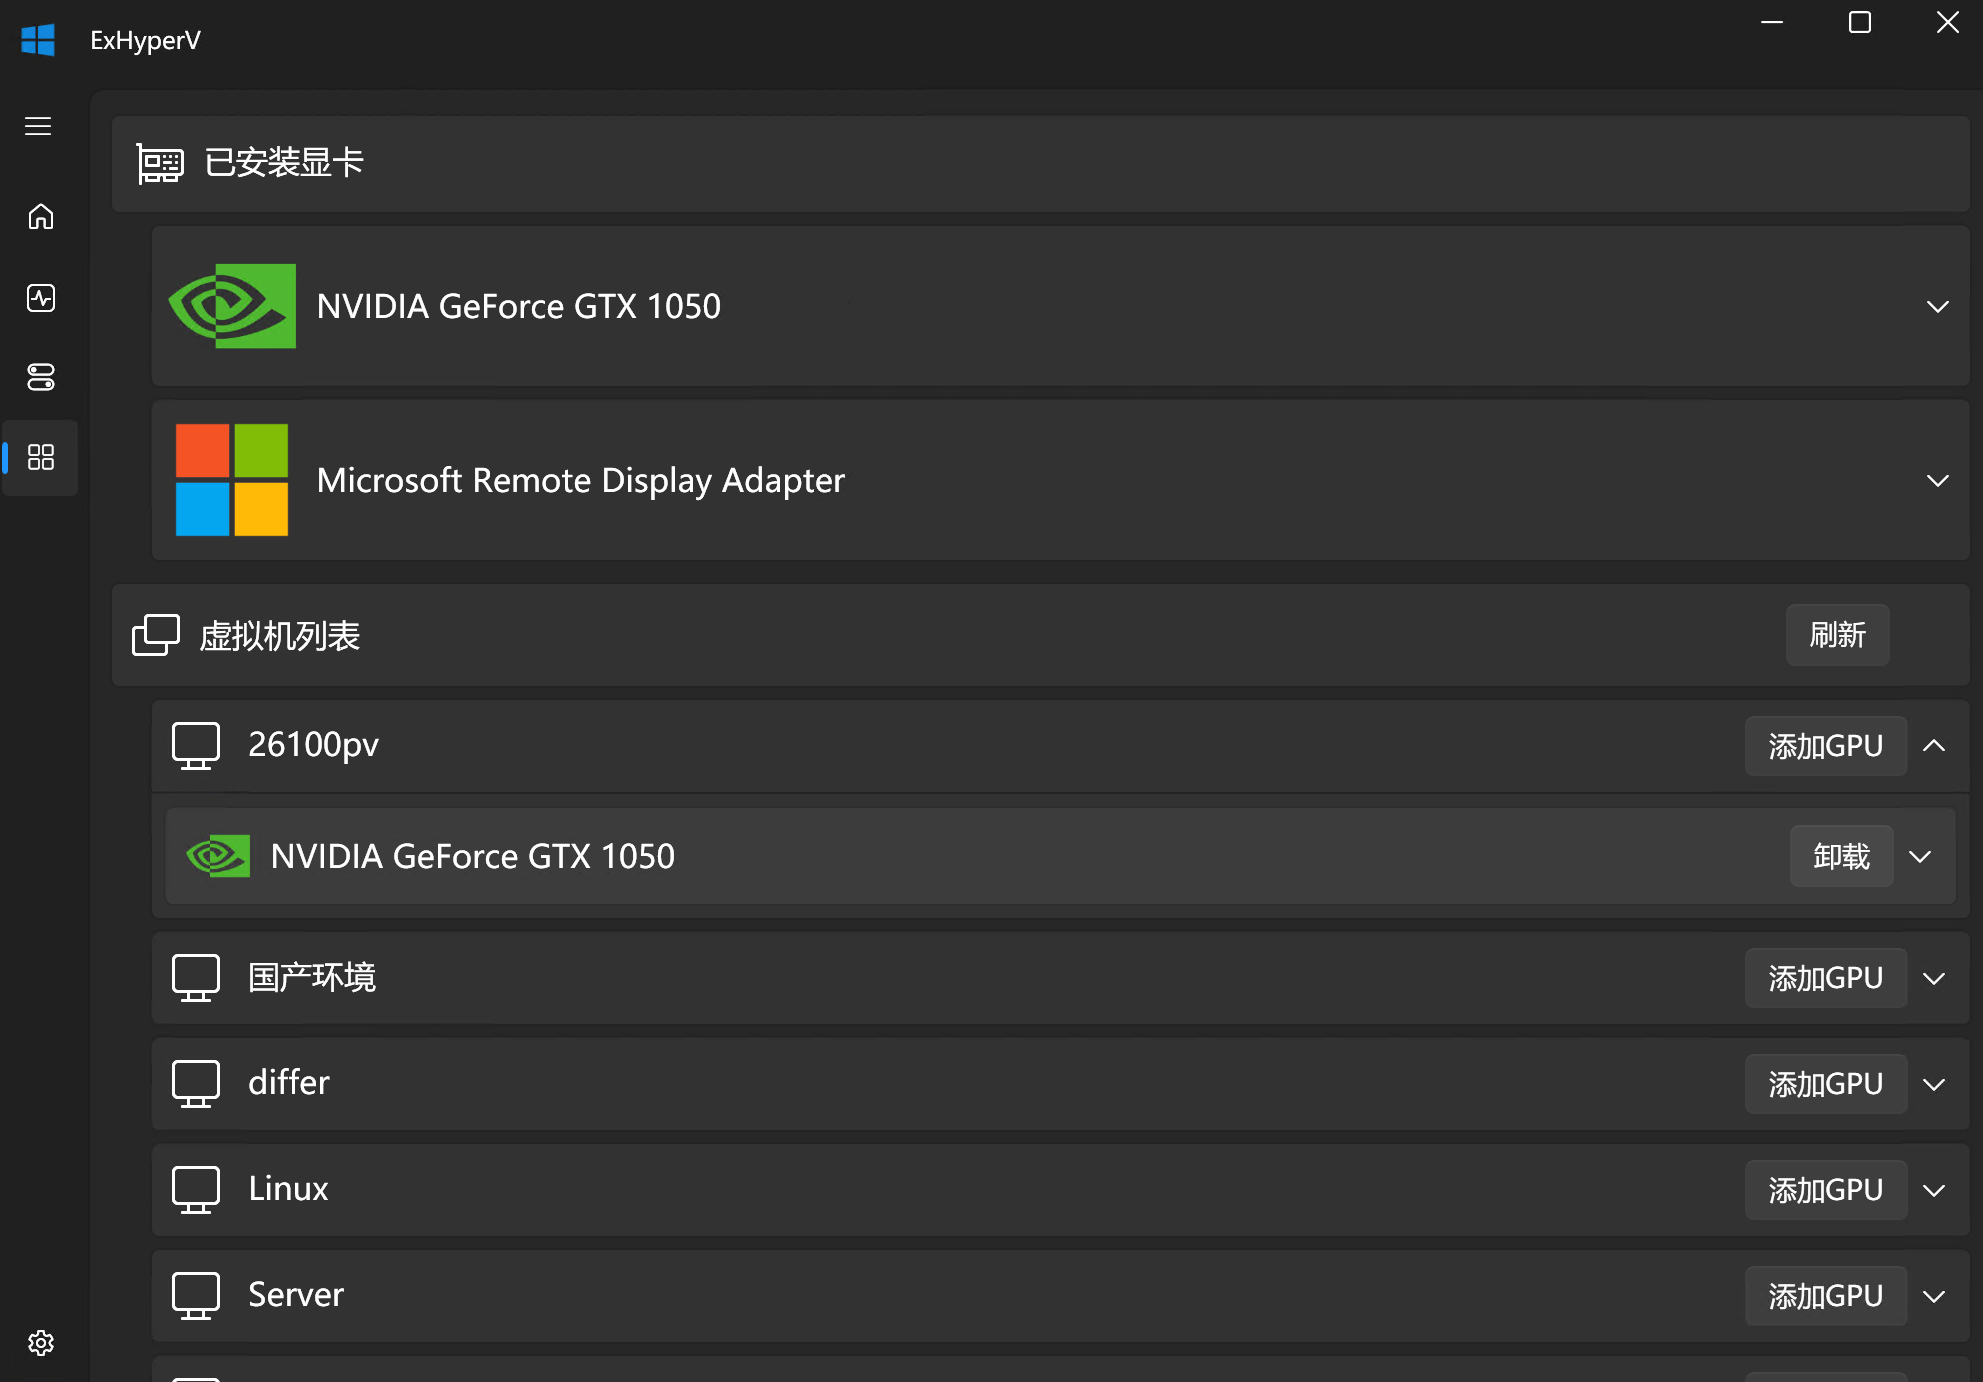 ExHyperV
已安装显卡
NVIDIA GeForce GTX 1050
Microsoft Remote Display Adapter
虚拟机列表
刷新
26100pv
添加GPU
NVIDIA GeForce GTX 1050
卸载
国产环境
添加GPU
differ
添加GPU
Linux
添加GPU
Server
添加GPU